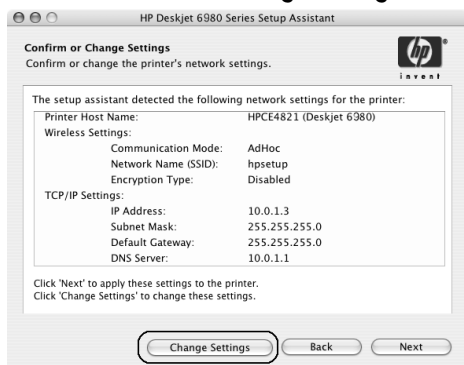 HP Deskjet 6980 Series Setup Assistant
Confirm or Change Settings
Confirm or change the printer's network settings.
hp
invent
The setup assistant detected the following network settings for the printer:
Printer Host Name: HPCE4821 (Deskjet 6980)
Wireless Settings:
Communication Mode: AdHoc
Network Name (SSID): hpsetup
Encryption Type: Disabled
TCP/IP Settings:
IP Address: 10.0.1.3
Subnet Mask: 255.255.255.0
Default Gateway: 255.255.255.0
DNS Server: 10.0.1.1
Click 'Next' to apply these settings to the printer.
Click 'Change Settings' to change these settings.
Change Settings Back Next